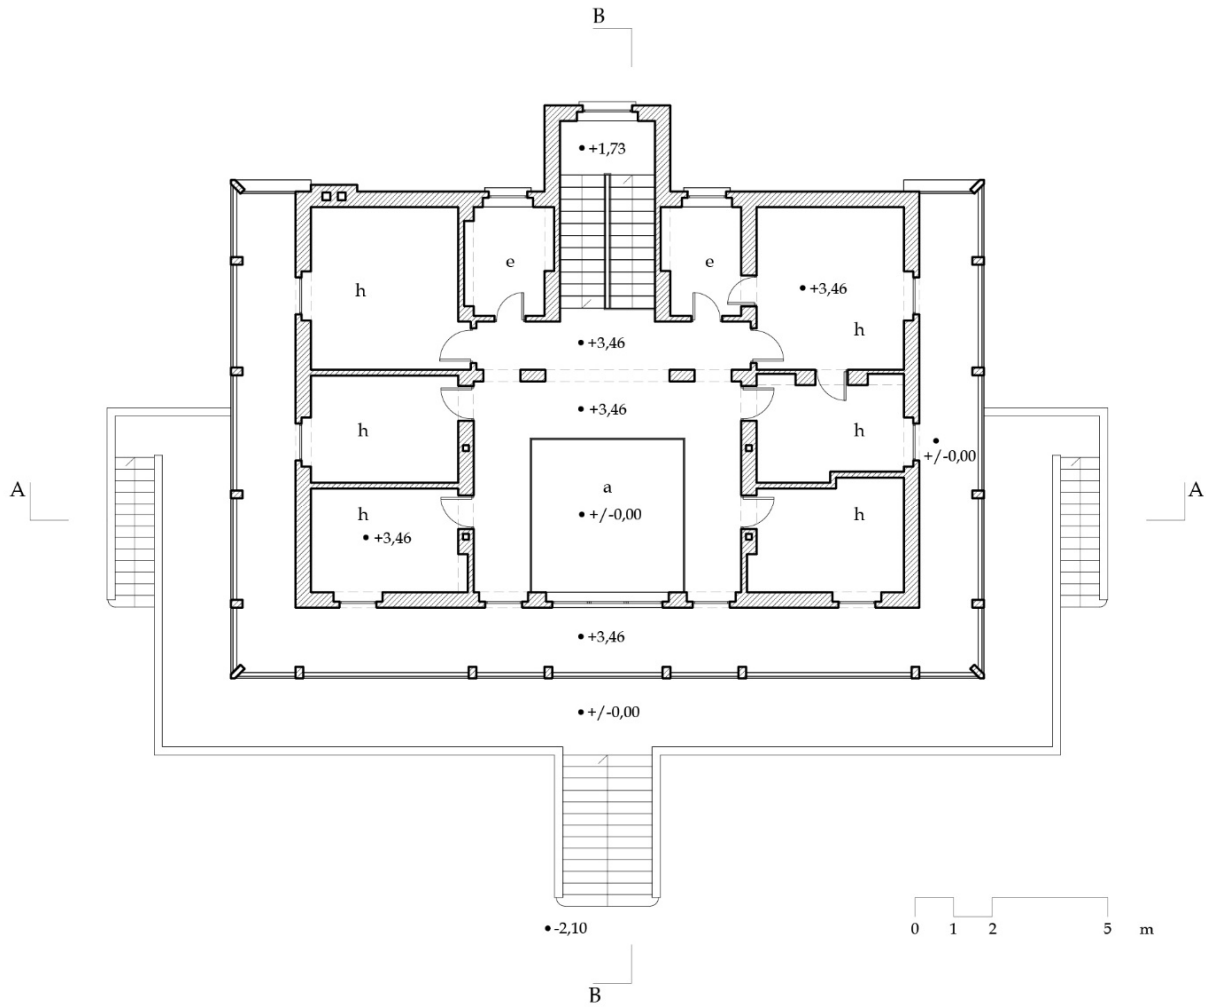 B
+1,73
e
e
h
+3,46
h
+3,46
+3,46
h
h
+/-0,00
A
a
A
h
+/-0,00
h
+3,46
+3,46
+/-0,00
-2,10
0 1 2 5 m
B